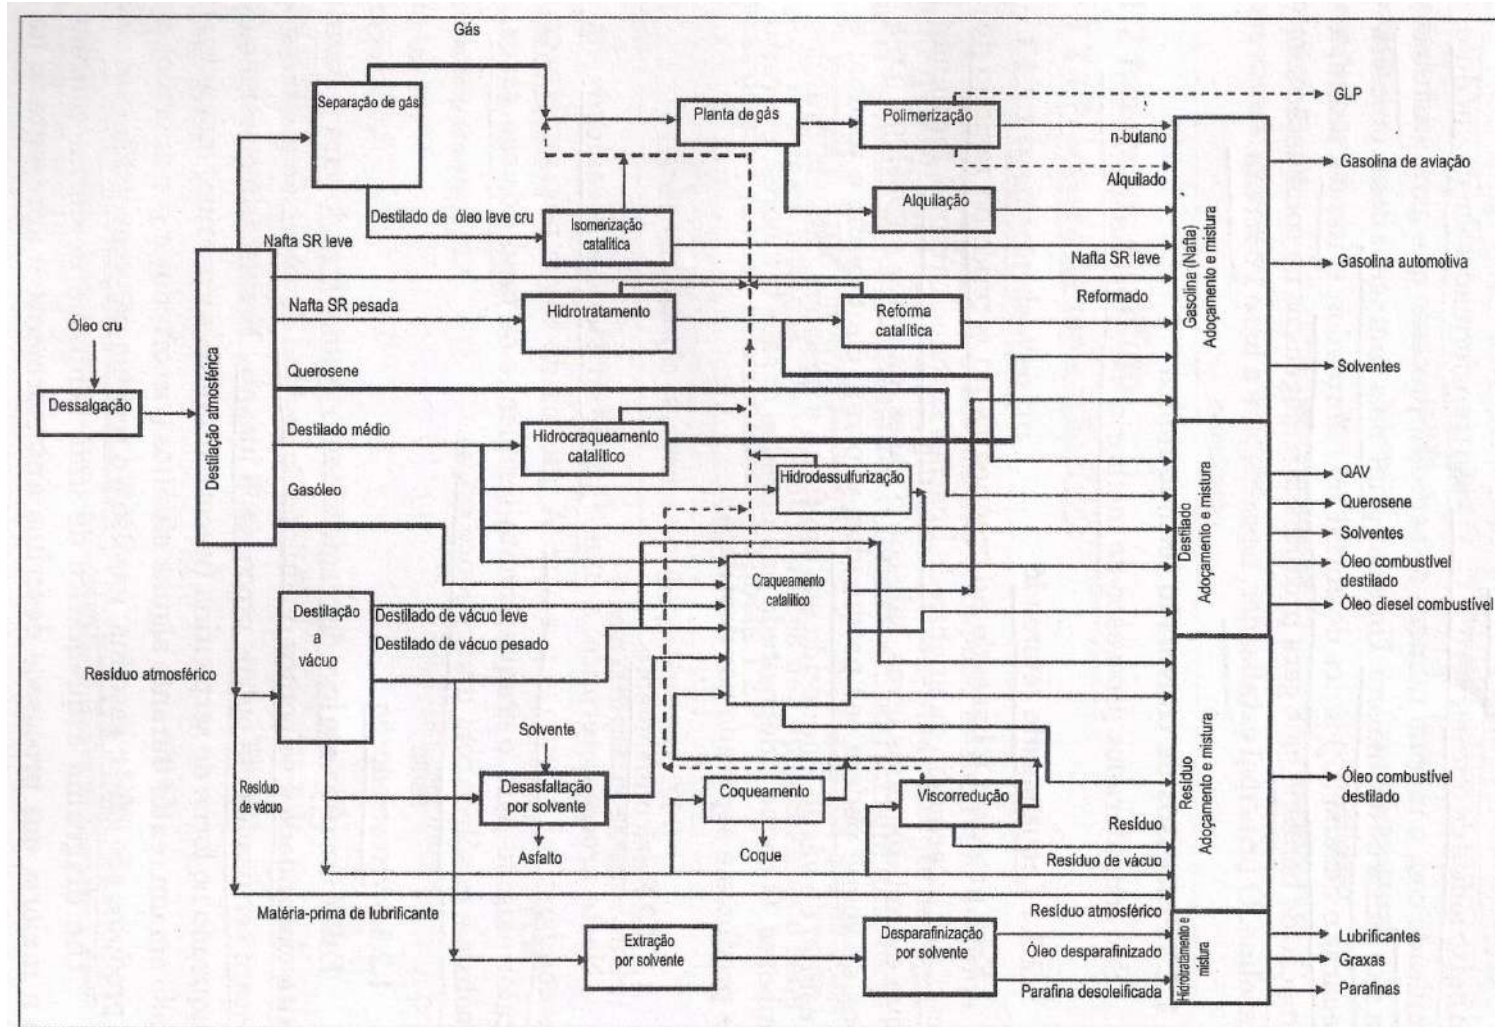 Gás
Separação de gás
Planta de gás
Polimerização
GLP
n-butano
Gasolina de aviação
Alquilado
Alquilação
Destilado de óleo leve cru
Isomerização
catalítica
Nafta SR leve
Nafta SR leve
Gasolina automotiva
Gasolina (Nafta)
Adoçamento e mistura
Nafta SR pesada
Hidrotratamento
Reforma
catalítica
Reformado
Óleo cru
Dessalgação
Destilação atmosférica
Querosene
Solventes
Destilado médio
Hidrocraqueamento
catalítico
Hidrodessulfurização
Gasóleo
QAV
Querosene
Solventes
Óleo combustível
destilado
Óleo diesel combustível
Destilado
Adoçamento e mistura
Craqueamento
catalítico
Destilação
a
vácuo
Destilado de vácuo leve
Destilado de vácuo pesado
Resíduo atmosférico
Solvente
Resíduo
de vácuo
Desasfaltação
por solvente
Asfalto
Coqueamento
Coque
Viscorredução
Resíduo
Resíduo de vácuo
Resíduo
Adoçamento e mistura
Óleo combustível
destilado
Matéria-prima de lubrificante
Resíduo atmosférico
Extração
por solvente
Desparafinização
por solvente
Óleo desparafinizado
Parafina desoleificada
Hidrotratamento e
mistura
Lubrificantes
Graxas
Parafinas